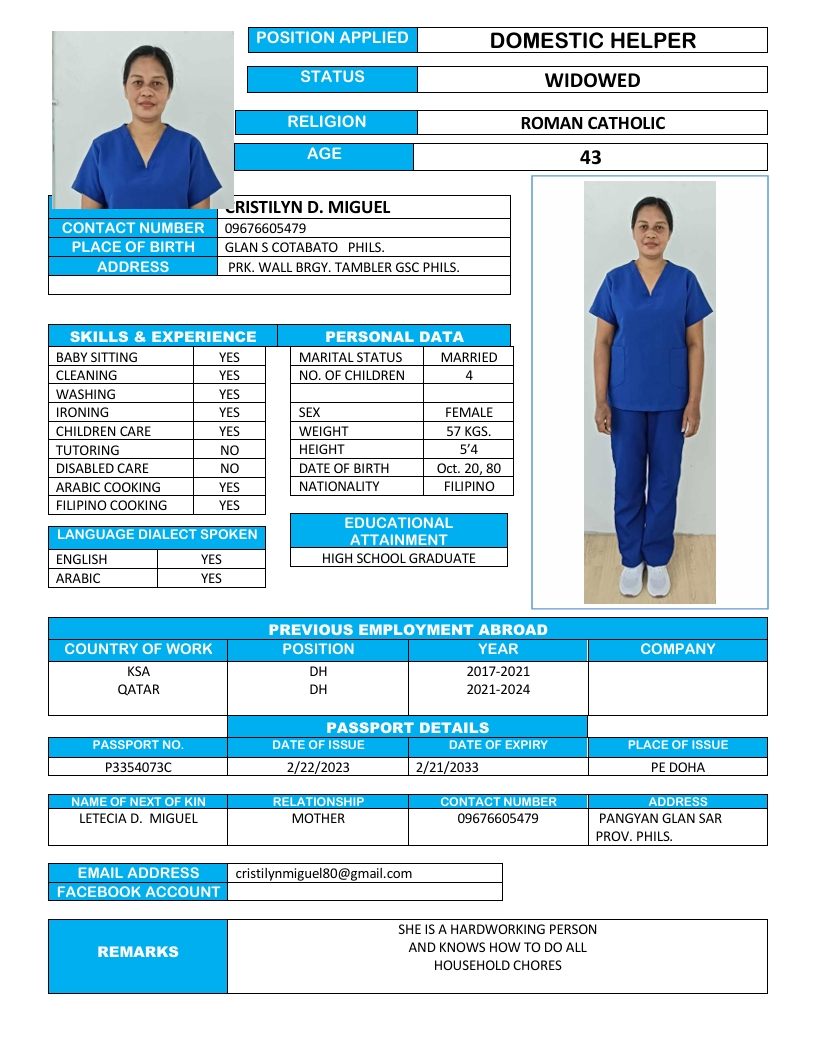 POSITION APPLIED DOMESTIC HELPER
STATUS WIDOWED
RELIGION ROMAN CATHOLIC
AGE 43
CRISTILYN D. MIGUEL
CONTACT NUMBER 09676605479
PLACE OF BIRTH GLAN S COTABATO PHILS.
ADDRESS PRK. WALL BRGY. TAMBLER GSC PHILS.
SKILLS & EXPERIENCE PERSONAL DATA
BABY SITTING YES MARITAL STATUS MARRIED
CLEANING YES NO. OF CHILDREN 4
WASHING YES
IRONING YES SEX FEMALE
CHILDREN CARE YES WEIGHT 57 KGS.
TUTORING NO HEIGHT 5’4
DISABLED CARE NO DATE OF BIRTH Oct. 20, 80
ARABIC COOKING YES NATIONALITY FILIPINO
FILIPINO COOKING YES
LANGUAGE DIALECT SPOKEN
ENGLISH YES
ARABIC YES
EDUCATIONAL
ATTAINMENT
HIGH SCHOOL GRADUATE
PREVIOUS EMPLOYMENT ABROAD
COUNTRY OF WORK POSITION YEAR COMPANY
KSA DH 2017-2021
QATAR DH 2021-2024
PASSPORT DETAILS
PASSPORT NO. DATE OF ISSUE DATE OF EXPIRY PLACE OF ISSUE
P3354073C 2/22/2023 2/21/2033 PE DOHA
NAME OF NEXT OF KIN RELATIONSHIP CONTACT NUMBER ADDRESS
LETECIA D. MIGUEL MOTHER 09676605479 PANGYAN GLAN SAR
PROV. PHILS.
EMAIL ADDRESS cristilynmiguel80@gmail.com
FACEBOOK ACCOUNT
REMARKS
SHE IS A HARDWORKING PERSON
AND KNOWS HOW TO DO ALL
HOUSEHOLD CHORES